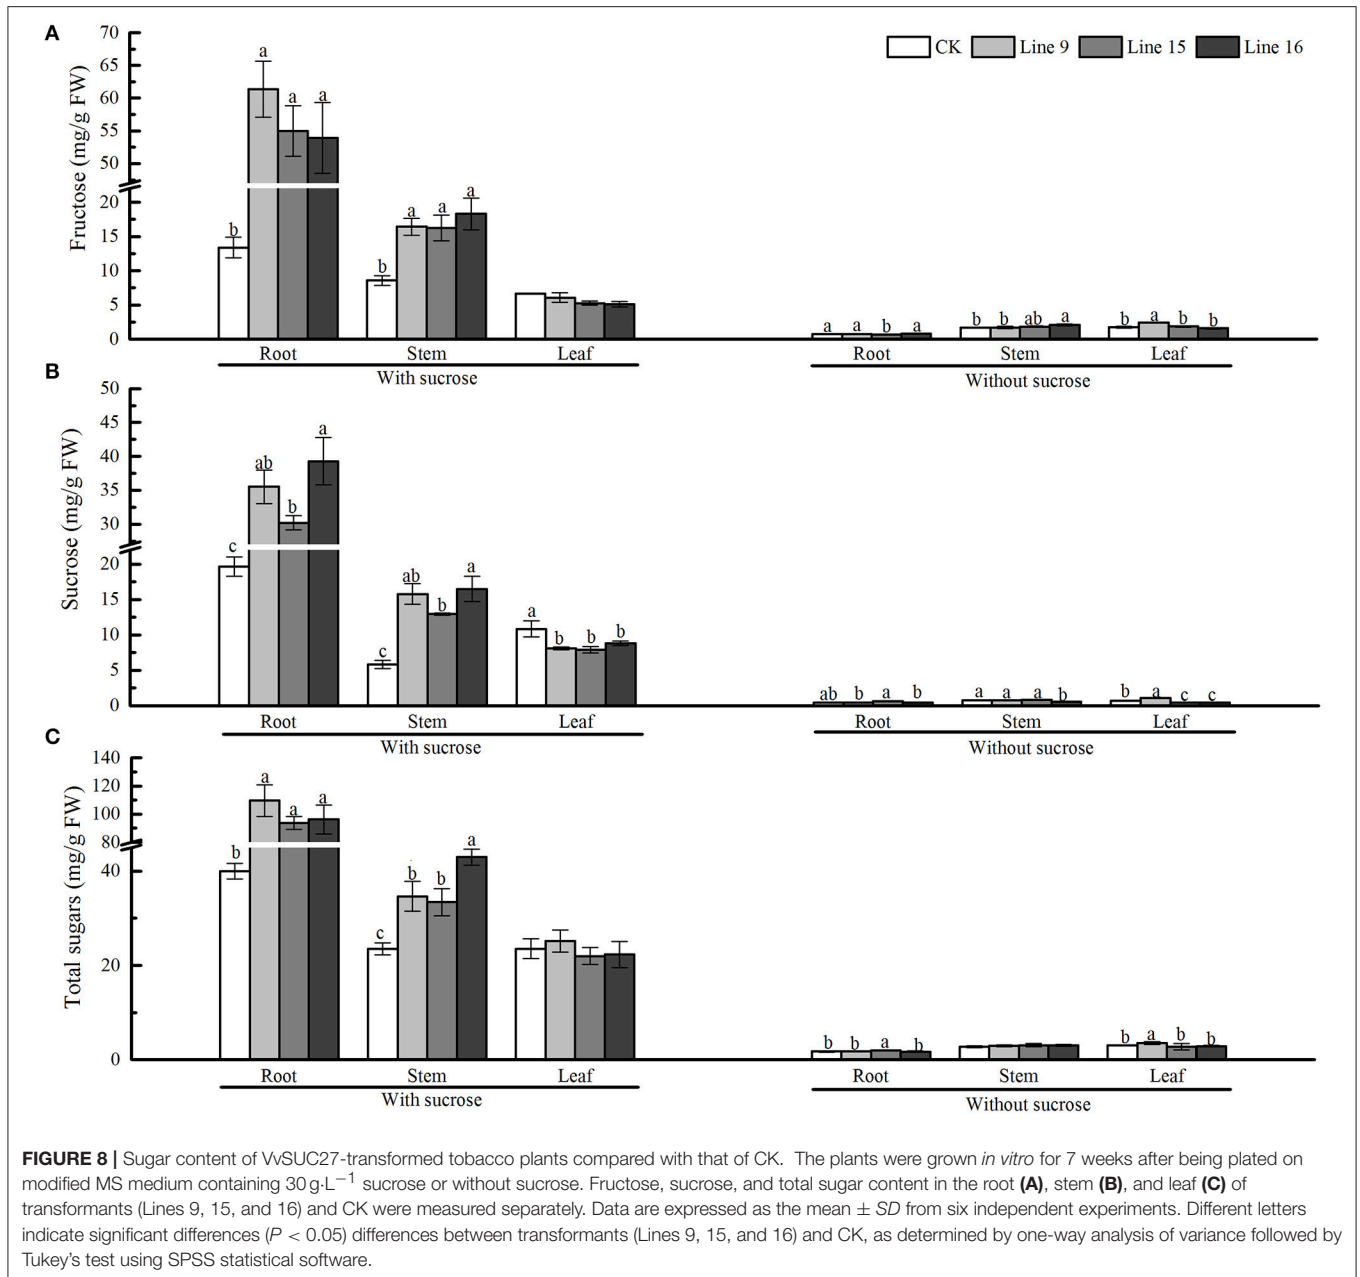 A
70
65
60
55
50
20
15
10
5
0
Fructose (mg/g FW)
CK Line 9 Line 15 Line 16
b a a a
b a a a
a a b a
b b ab a
b a b b
Root Stem Leaf Root Stem Leaf
With sucrose Without sucrose
B
50
45
40
35
30
20
15
10
5
0
Sucrose (mg/g FW)
c ab b a
c ab b a
a b b b
ab b a b
a a a b
b a c c
Root Stem Leaf Root Stem Leaf
With sucrose Without sucrose
C
140
120
100
80
40
20
0
Total sugars (mg/g FW)
b a a a
c b b a
b b a b
b a b b
Root Stem Leaf Root Stem Leaf
With sucrose Without sucrose
FIGURE 8 | Sugar content of VvSUC27-transformed tobacco plants compared with that of CK. The plants were grown in vitro for 7 weeks after being plated on
modified MS medium containing 30 g·L−1 sucrose or without sucrose. Fructose, sucrose, and total sugar content in the root (A), stem (B), and leaf (C) of
transformants (Lines 9, 15, and 16) and CK were measured separately. Data are expressed as the mean ± SD from six independent experiments. Different letters
indicate significant differences (P < 0.05) differences between transformants (Lines 9, 15, and 16) and CK, as determined by one-way analysis of variance followed by
Tukey's test using SPSS statistical software.